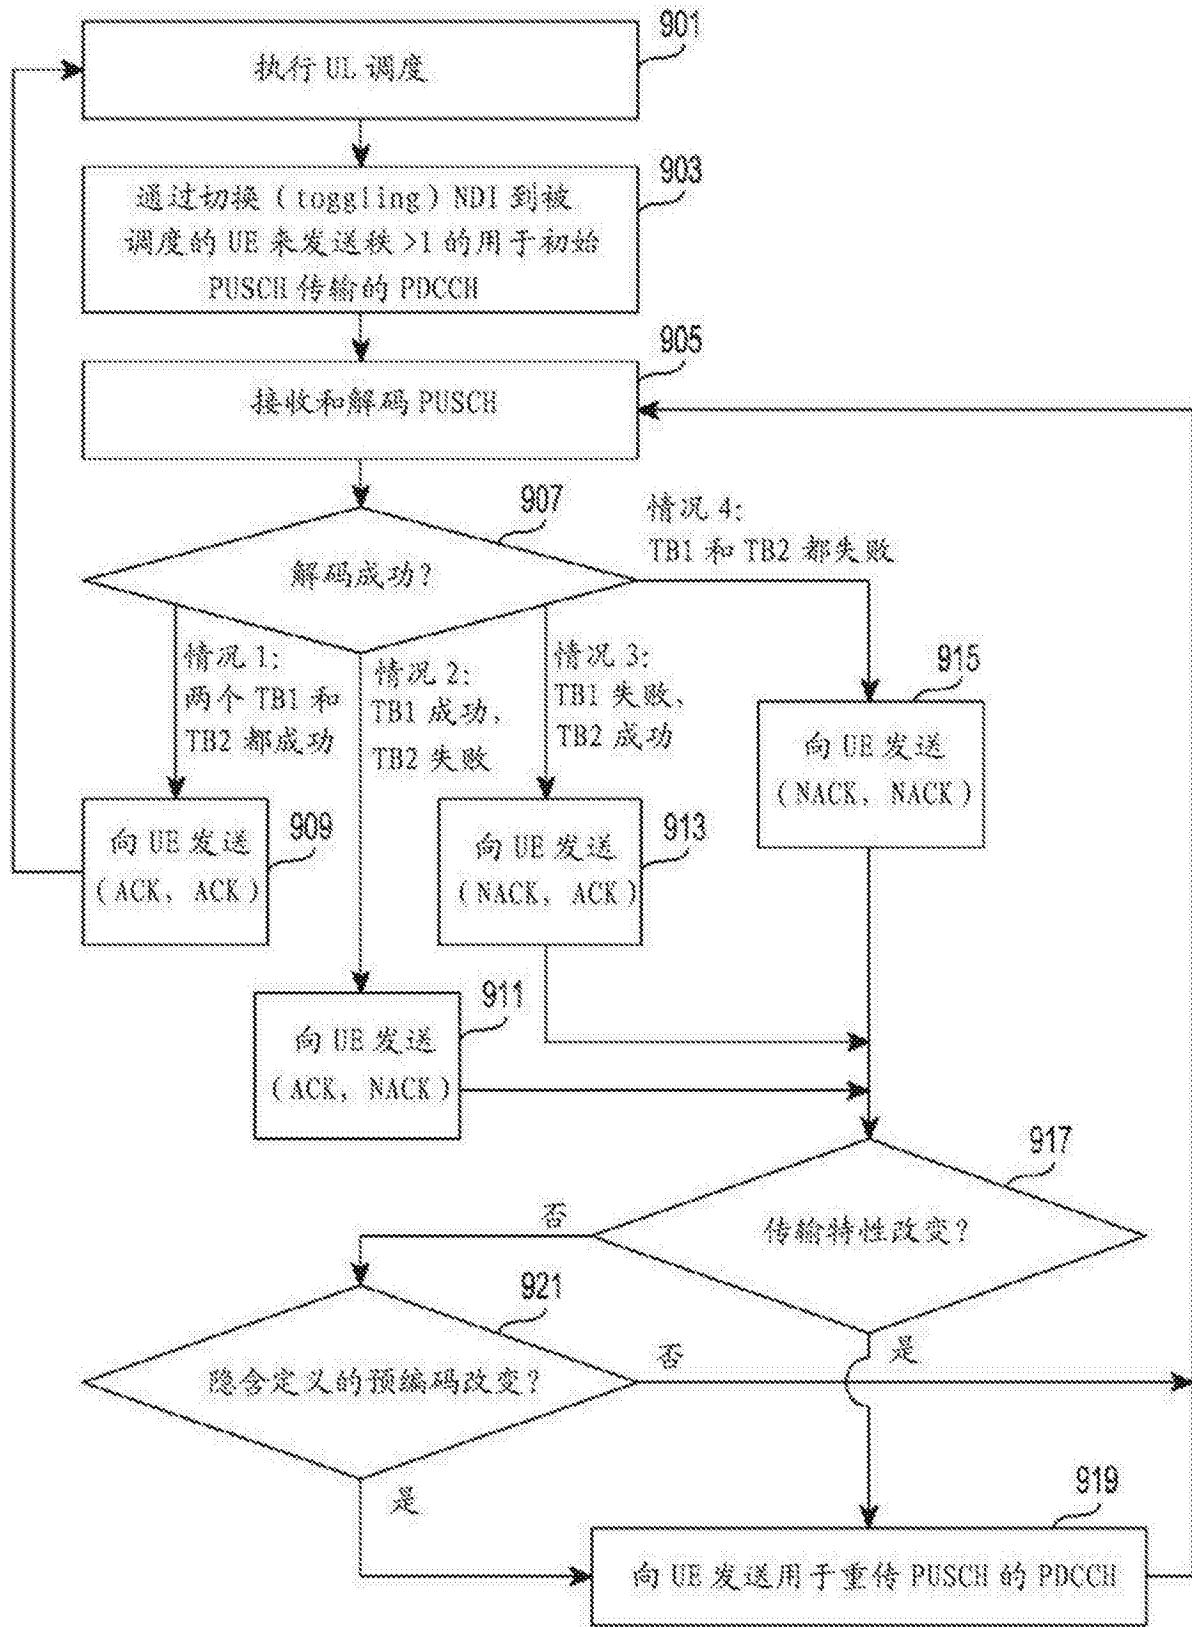 901
执行 UL 调度
903
通过切换（toggling）NDI 到被
调度的 UE 来发送秩 >1 的用于初始
PUSCH 传输的 PDCCH
905
接收和解码 PUSCH
907
解码成功？
情况 4：
TB1 和 TB2 都失败
情况 1：
两个 TB1 和
TB2 都成功
情况 2：
TB1 成功，
TB2 失败
情况 3：
TB1 失败，
TB2 成功
915
向 UE 发送
（NACK，NACK）
909
向 UE 发送
（ACK，ACK）
913
向 UE 发送
（NACK，ACK）
911
向 UE 发送
（ACK，NACK）
917
传输特性改变？
否
是
921
隐含定义的预编码改变？
否
是
919
向 UE 发送用于重传 PUSCH 的 PDCCH